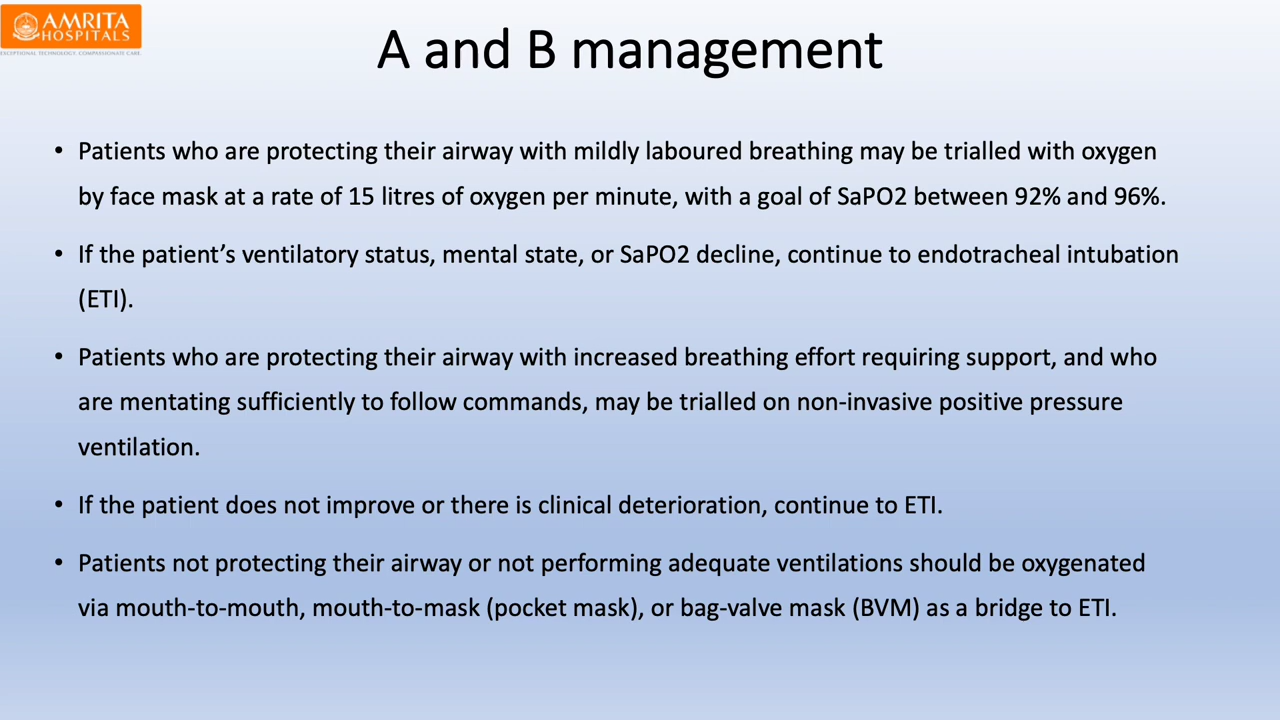 AMRITA
HOSPITALS
EXCEPTIONAL TECHNOLOGY. COMPASSIONATE CARE.
A and B management
• Patients who are protecting their airway with mildly laboured breathing may be trialled with oxygen
by face mask at a rate of 15 litres of oxygen per minute, with a goal of SaPO2 between 92% and 96%.
• If the patient’s ventilatory status, mental state, or SaPO2 decline, continue to endotracheal intubation
(ETI).
• Patients who are protecting their airway with increased breathing effort requiring support, and who
are mentating sufficiently to follow commands, may be trialled on non-invasive positive pressure
ventilation.
• If the patient does not improve or there is clinical deterioration, continue to ETI.
• Patients not protecting their airway or not performing adequate ventilations should be oxygenated
via mouth-to-mouth, mouth-to-mask (pocket mask), or bag-valve mask (BVM) as a bridge to ETI.